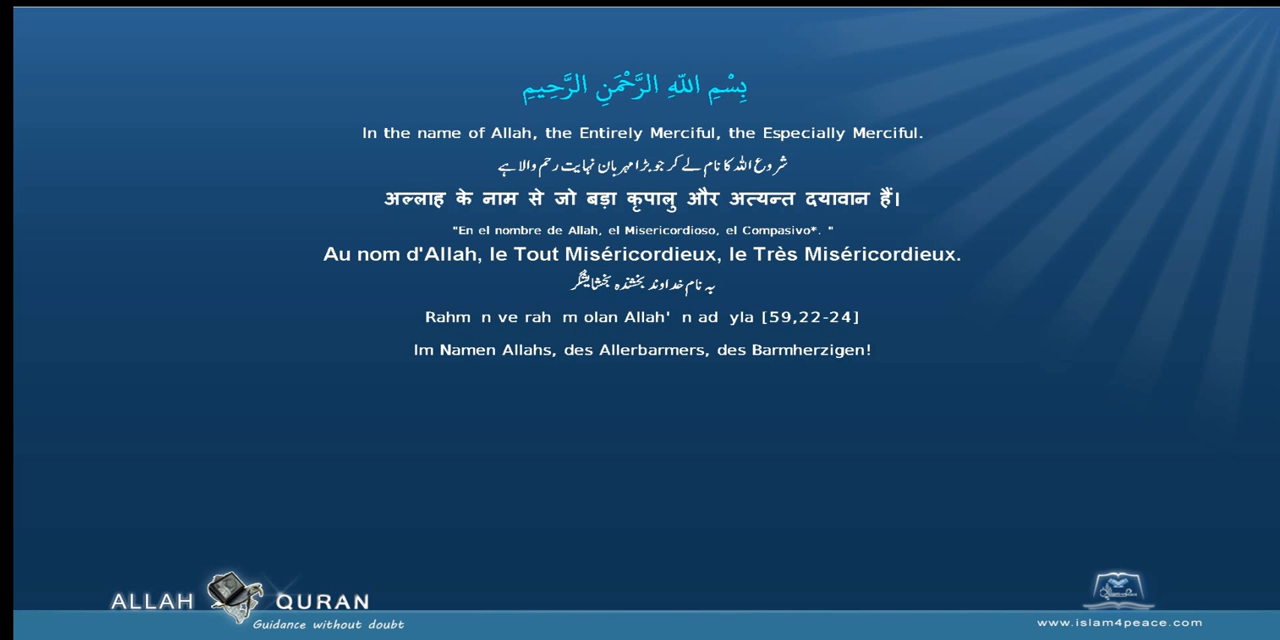 بِسْمِ اللّهِ الرَّحْمَنِ الرَّحِيمِ
In the name of Allah, the Entirely Merciful, the Especially Merciful.
شروع الله کا نام لے کر جو بڑا مہربان نہایت رحم والا ہے
अल्लाह के नाम से जो बड़ा कृपालु और अत्यन्त दयावान हैं।
"En el nombre de Allah, el Misericordioso, el Compasivo*. "
Au nom d'Allah, le Tout Miséricordieux, le Très Miséricordieux.
به نام خداوند بخشنده بخشایشگر
Rahm n ve rah m olan Allah' n ad yla [59,22-24]
Im Namen Allahs, des Allerbarmers, des Barmherzigen!
ALLAH QURAN
Guidance without doubt
www.islam4peace.com